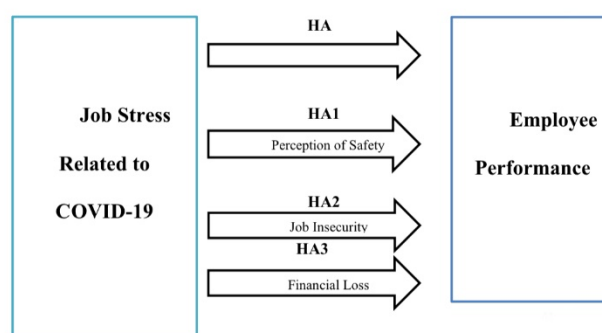 HA
Job Stress
Related to
COVID-19
HA1
Perception of Safety
HA2
Job Insecurity
HA3
Financial Loss
Employee
Performance